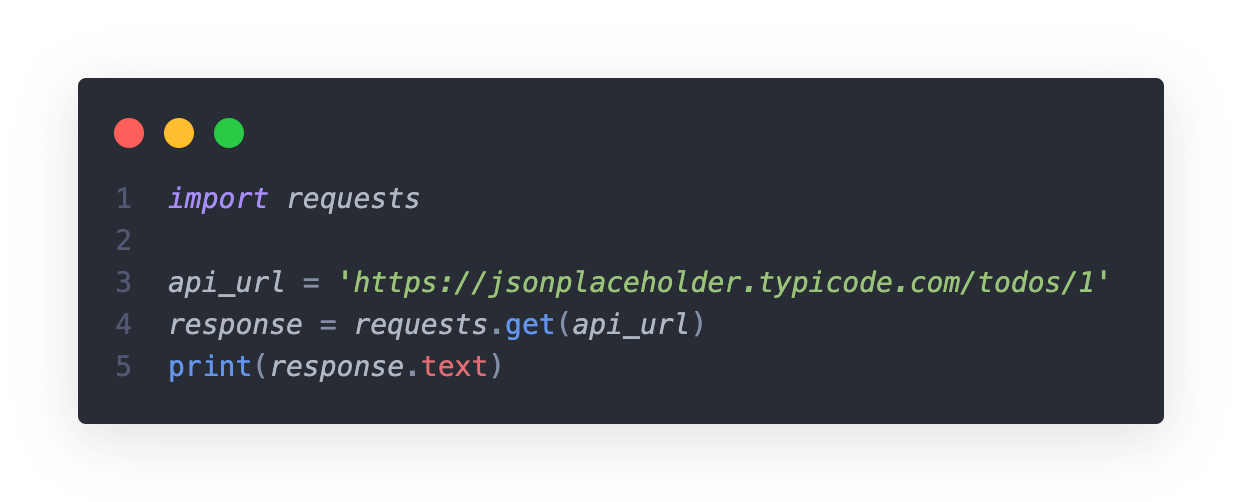 1 import requests
2
3 api_url = 'https://jsonplaceholder.typicode.com/todos/1'
4 response = requests.get(api_url)
5 print(response.text)